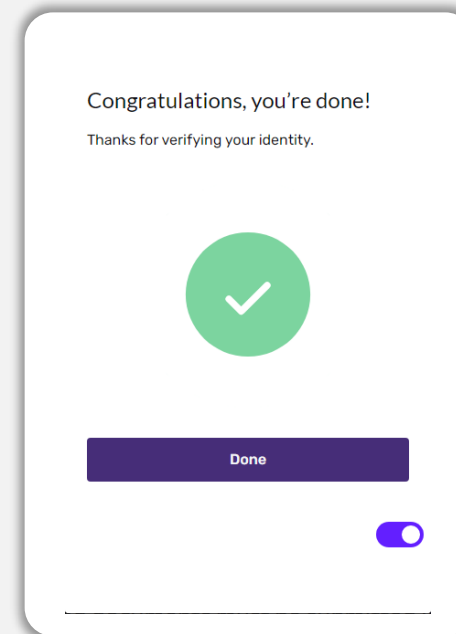 Congratulations, you’re done!
Thanks for verifying your identity.
Done